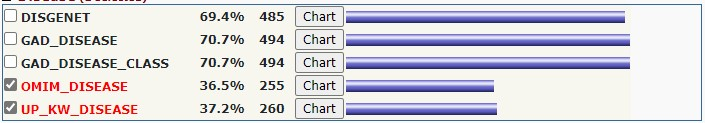 DISGENET 69.4% 485 Chart
GAD_DISEASE 70.7% 494 Chart
GAD_DISEASE_CLASS 70.7% 494 Chart
OMIM_DISEASE 36.5% 255 Chart
UP_KW_DISEASE 37.2% 260 Chart